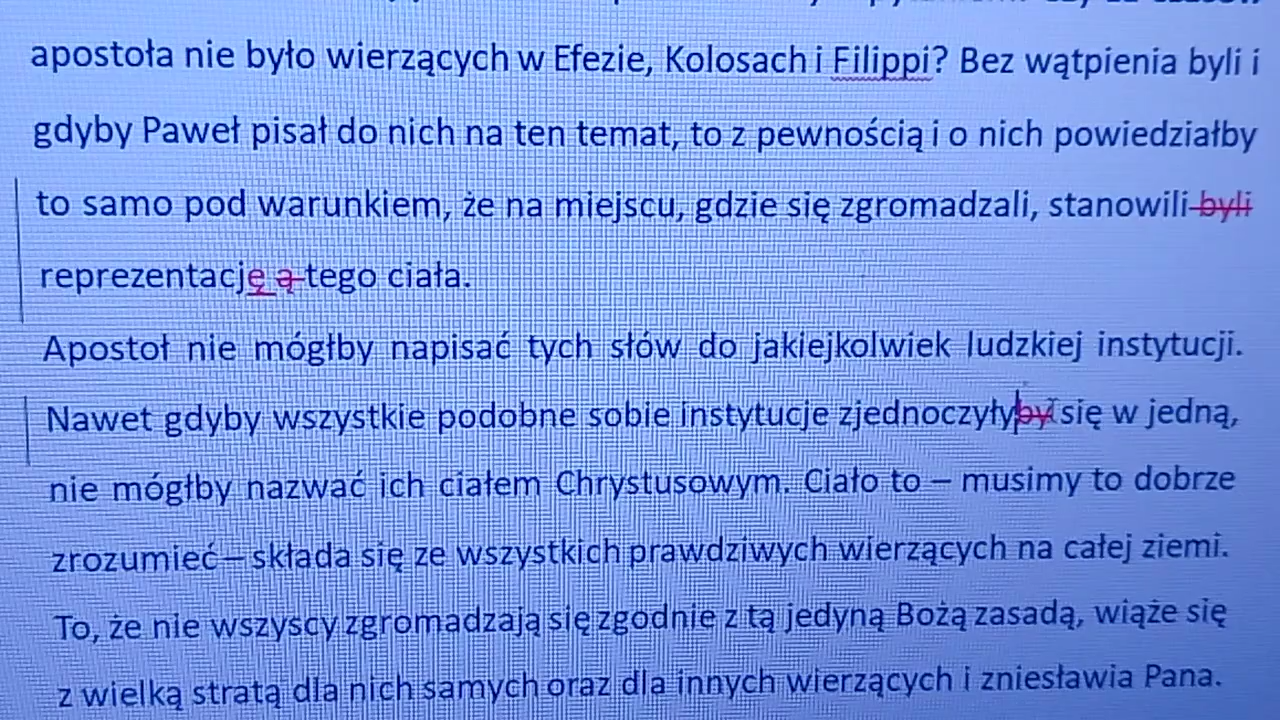 apostoła nie było wierzących w Efezie, Kolosach i Filippi? Bez wątpienia byli i
gdyby Paweł pisał do nich na ten temat, to z pewnością i o nich powiedziałby
to samo pod warunkiem, że na miejscu, gdzie się zgromadzali, stanowili byli
reprezentację ą tego ciała.
Apostoł nie mógłby napisać tych słów do jakiejkolwiek ludzkiej instytucji.
Nawet gdyby wszystkie podobne sobie instytucje zjednoczyłyby się w jedną,
nie mógłby nazwać ich ciałem Chrystusowym. Ciało to – musimy to dobrze
zrozumieć – składa się ze wszystkich prawdziwych wierzących na całej ziemi.
To, że nie wszyscy zgromadzają się zgodnie z tą jedyną Bożą zasadą, wiąże się
z wielką stratą dla nich samych oraz dla innych wierzących i zniesławia Pana.